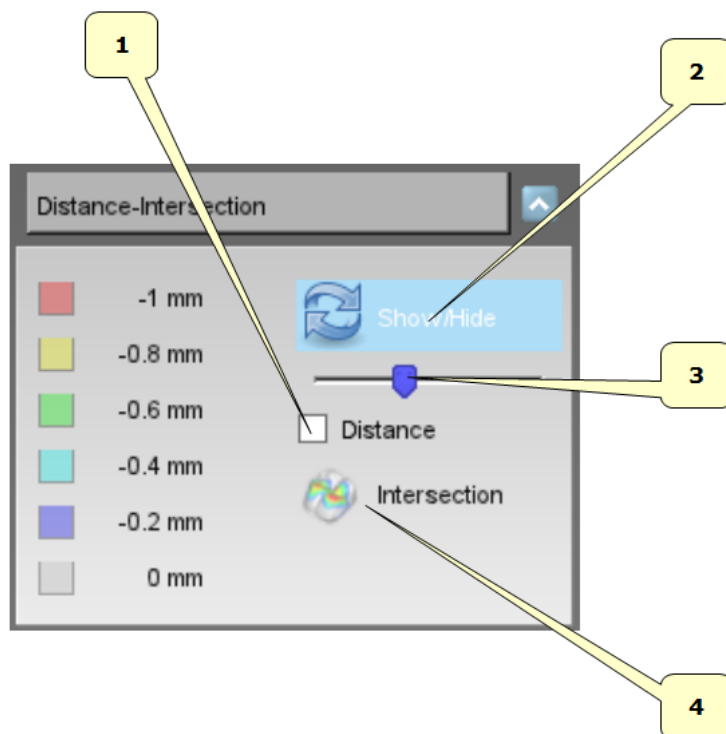 1
2
Distance-Intersection
-1 mm
Show/Hide
-0.8 mm
3
-0.6 mm
Distance
-0.4 mm
Intersection
-0.2 mm
0 mm
4